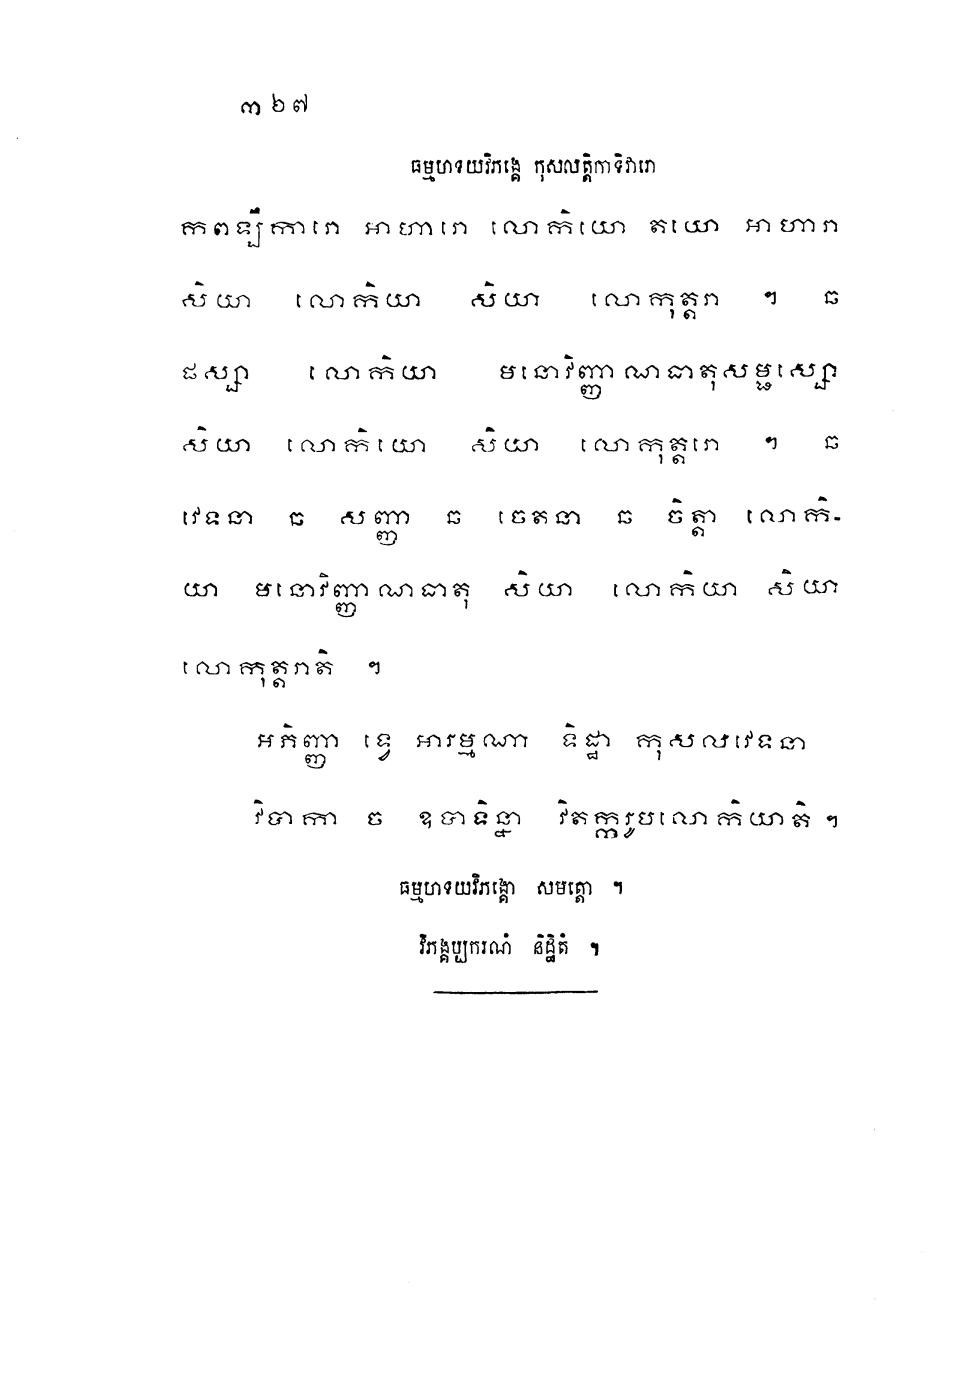 ៣២៧
ធម្មហទយវិភង្គេ កុសលត្តិកាទិវារោ
កពឡីការោ អាហារោ លោកិយោ តយោ អាហារា
សិយា លោកិយា សិយា លោកុត្តរា ។ ឆ
ផស្សា លោកិយា មនោវិញ្ញាណធាតុសម្ផស្សោ
សិយា លោកិយោ សិយា លោកុត្តរោ ។ ឆ
វេទនា ឆ សញ្ញា ឆ ចេតនា ឆ ចិត្តា លោកិ-
យា មនោវិញ្ញាណធាតុ សិយា លោកិយា សិយា
លោកុត្តរាតិ ។
អភិញ្ញា ទ្វេ អារម្មណា ទិដ្ឋា កុសលវេទនា
វិបាកា ច ឧបាទិន្នា វិតក្ករូបលោកិយាតិ ។
ធម្មហទយវិភង្គោ សមត្តោ ។
វិភង្គប្បករណំ និដ្ឋិតំ ។